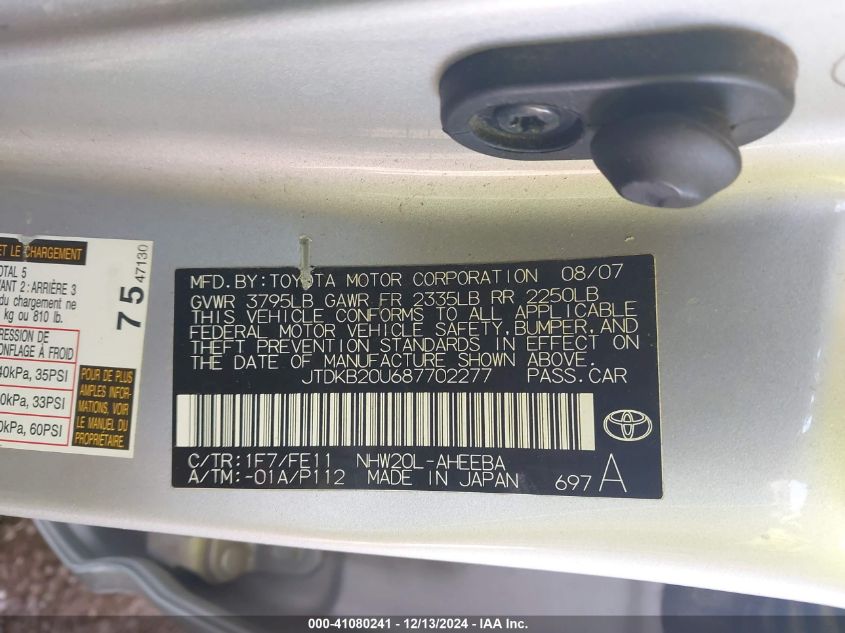 ET LE CHARGEMENT
TOTAL 5
AVANT 2: ARRIÈRE 3
du chargement ne
kg ou 810 lb.
PRESSION DE
GONFLAGE À FROID
40kPa, 35PSI
0kPa, 33PSI
0kPa, 60PSI
POUR DE PLUS
AMPLES INFOR-
MATIONS, VOIR
LE MANUEL DU
PROPRIÉTAIRE.
75
47130
MFD. BY: TOYOTA MOTOR CORPORATION 08/07
GVWR 3795LB GAWR FR 2335LB RR 2250LB
THIS VEHICLE CONFORMS TO ALL APPLICABLE
FEDERAL MOTOR VEHICLE SAFETY, BUMPER, AND
THEFT PREVENTION STANDARDS IN EFFECT ON
THE DATE OF MANUFACTURE SHOWN ABOVE.
JTDKB20U687702277 PASS. CAR
C/TR: 1F7/FE11 NHW20L-AHEEBA
A/TM: -01A/P112 MADE IN JAPAN 697 A
000-41080241 - 12/13/2024 - IAA Inc.